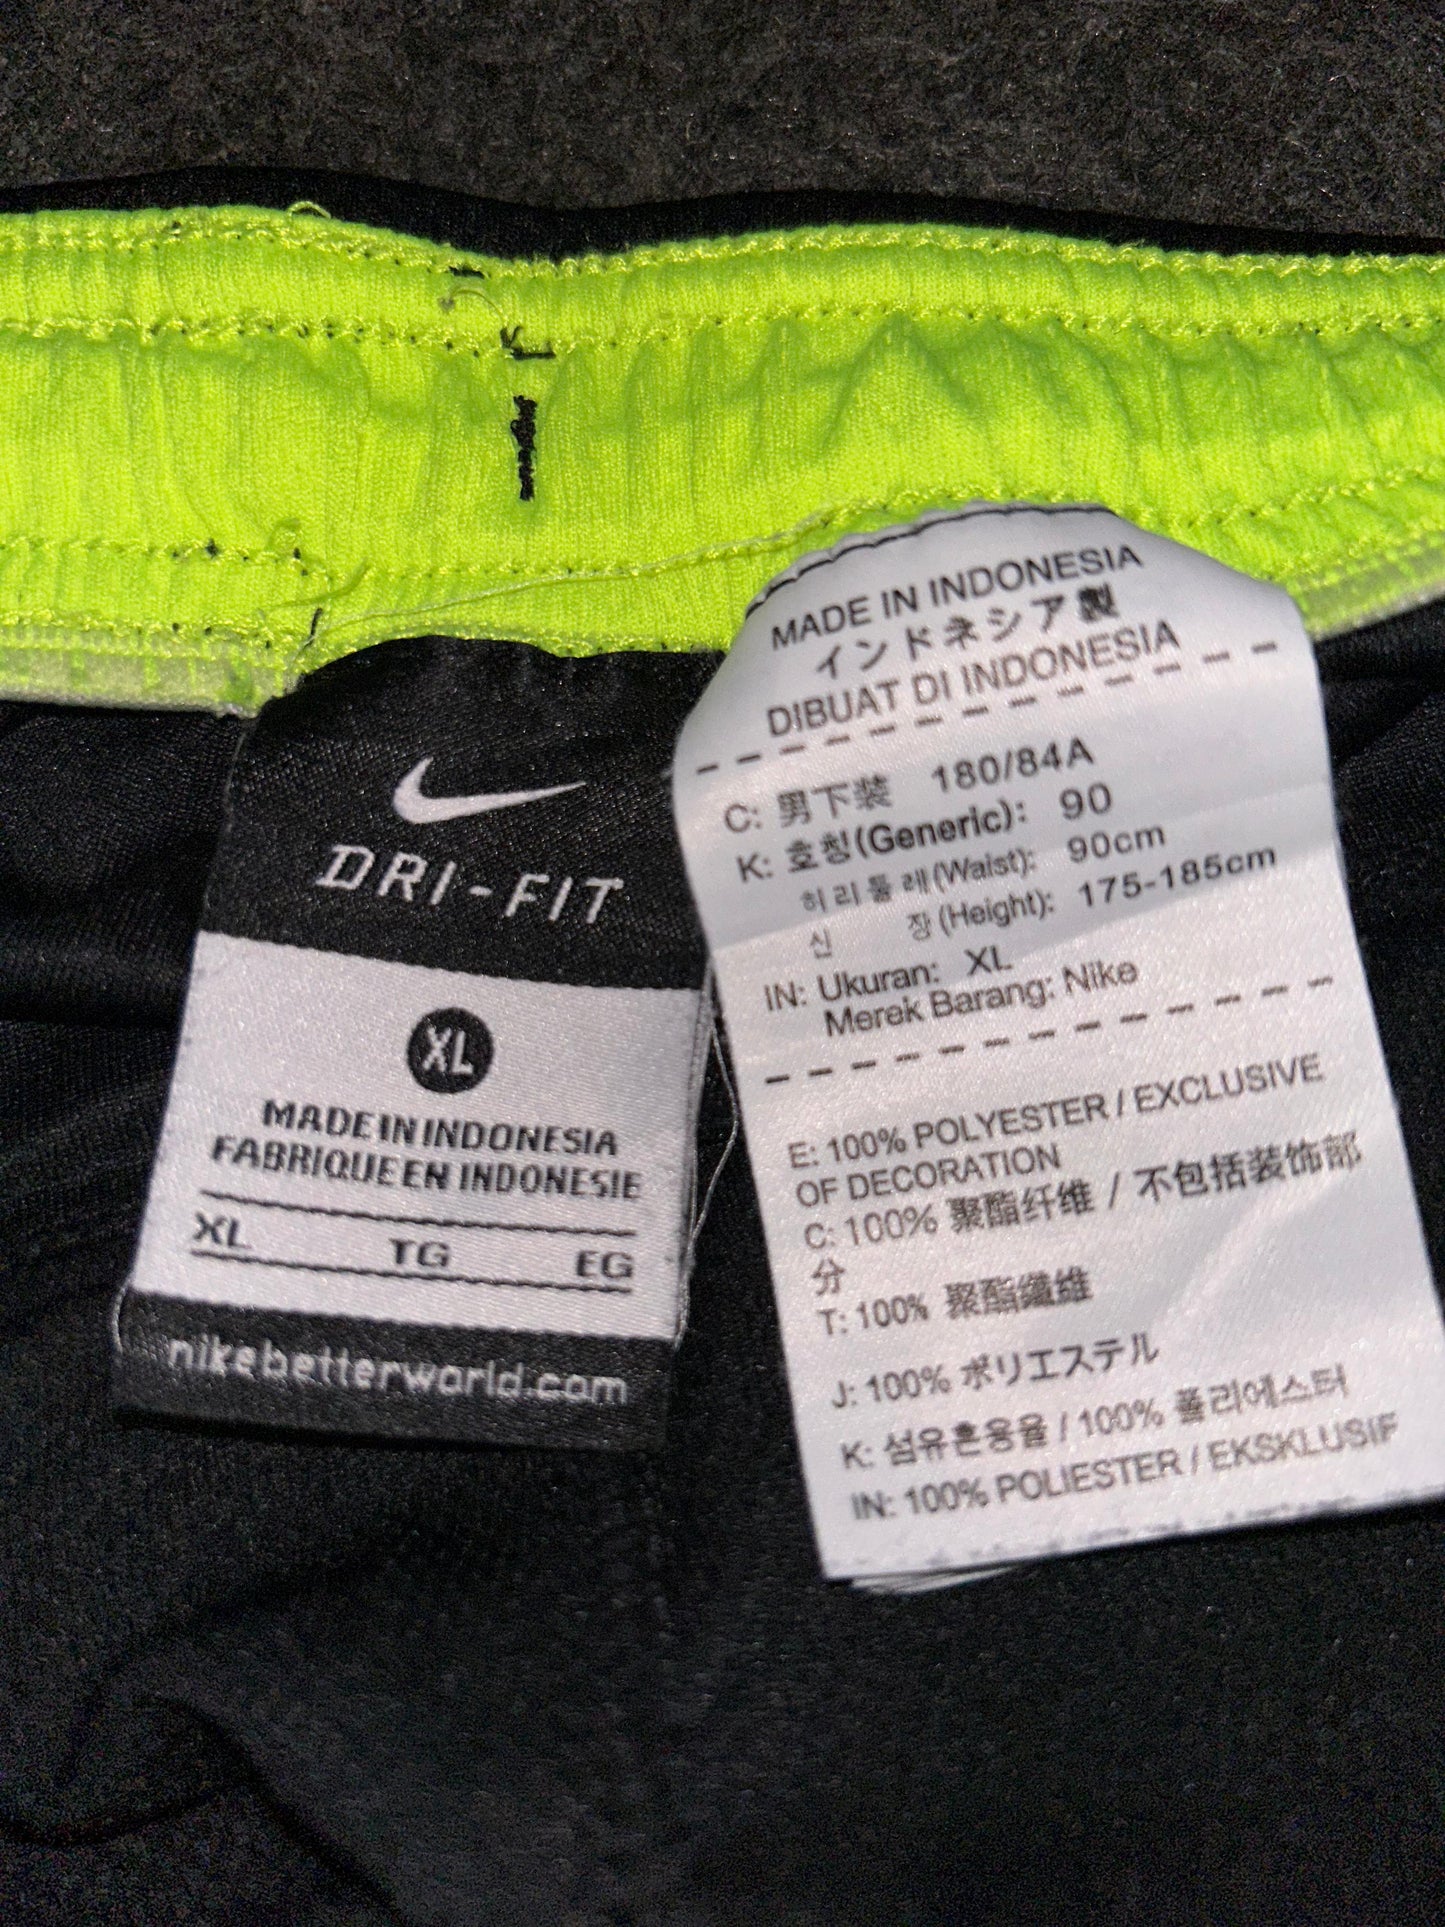 DRI-FIT
XL
MADE IN INDONESIA
FABRIQUE EN INDONESIE
XL TG EG
nikebetterworld.com
MADE IN INDONESIA
インドネシア製
DIBUAT DI INDONESIA
C: 男下装 180/84A
K: 호칭(Generic): 90
허리둘레(Waist): 90cm
신 장(Height): 175-185cm
IN: Ukuran: XL
Merek Barang: Nike
E: 100% POLYESTER / EXCLUSIVE
OF DECORATION
C: 100% 聚酯纤维 / 不包括装饰部
分
T: 100% 聚酯纖維
J: 100% ポリエステル
K: 섬유혼용율 / 100% 폴리에스터
IN: 100% POLIESTER / EKSKLUSIF